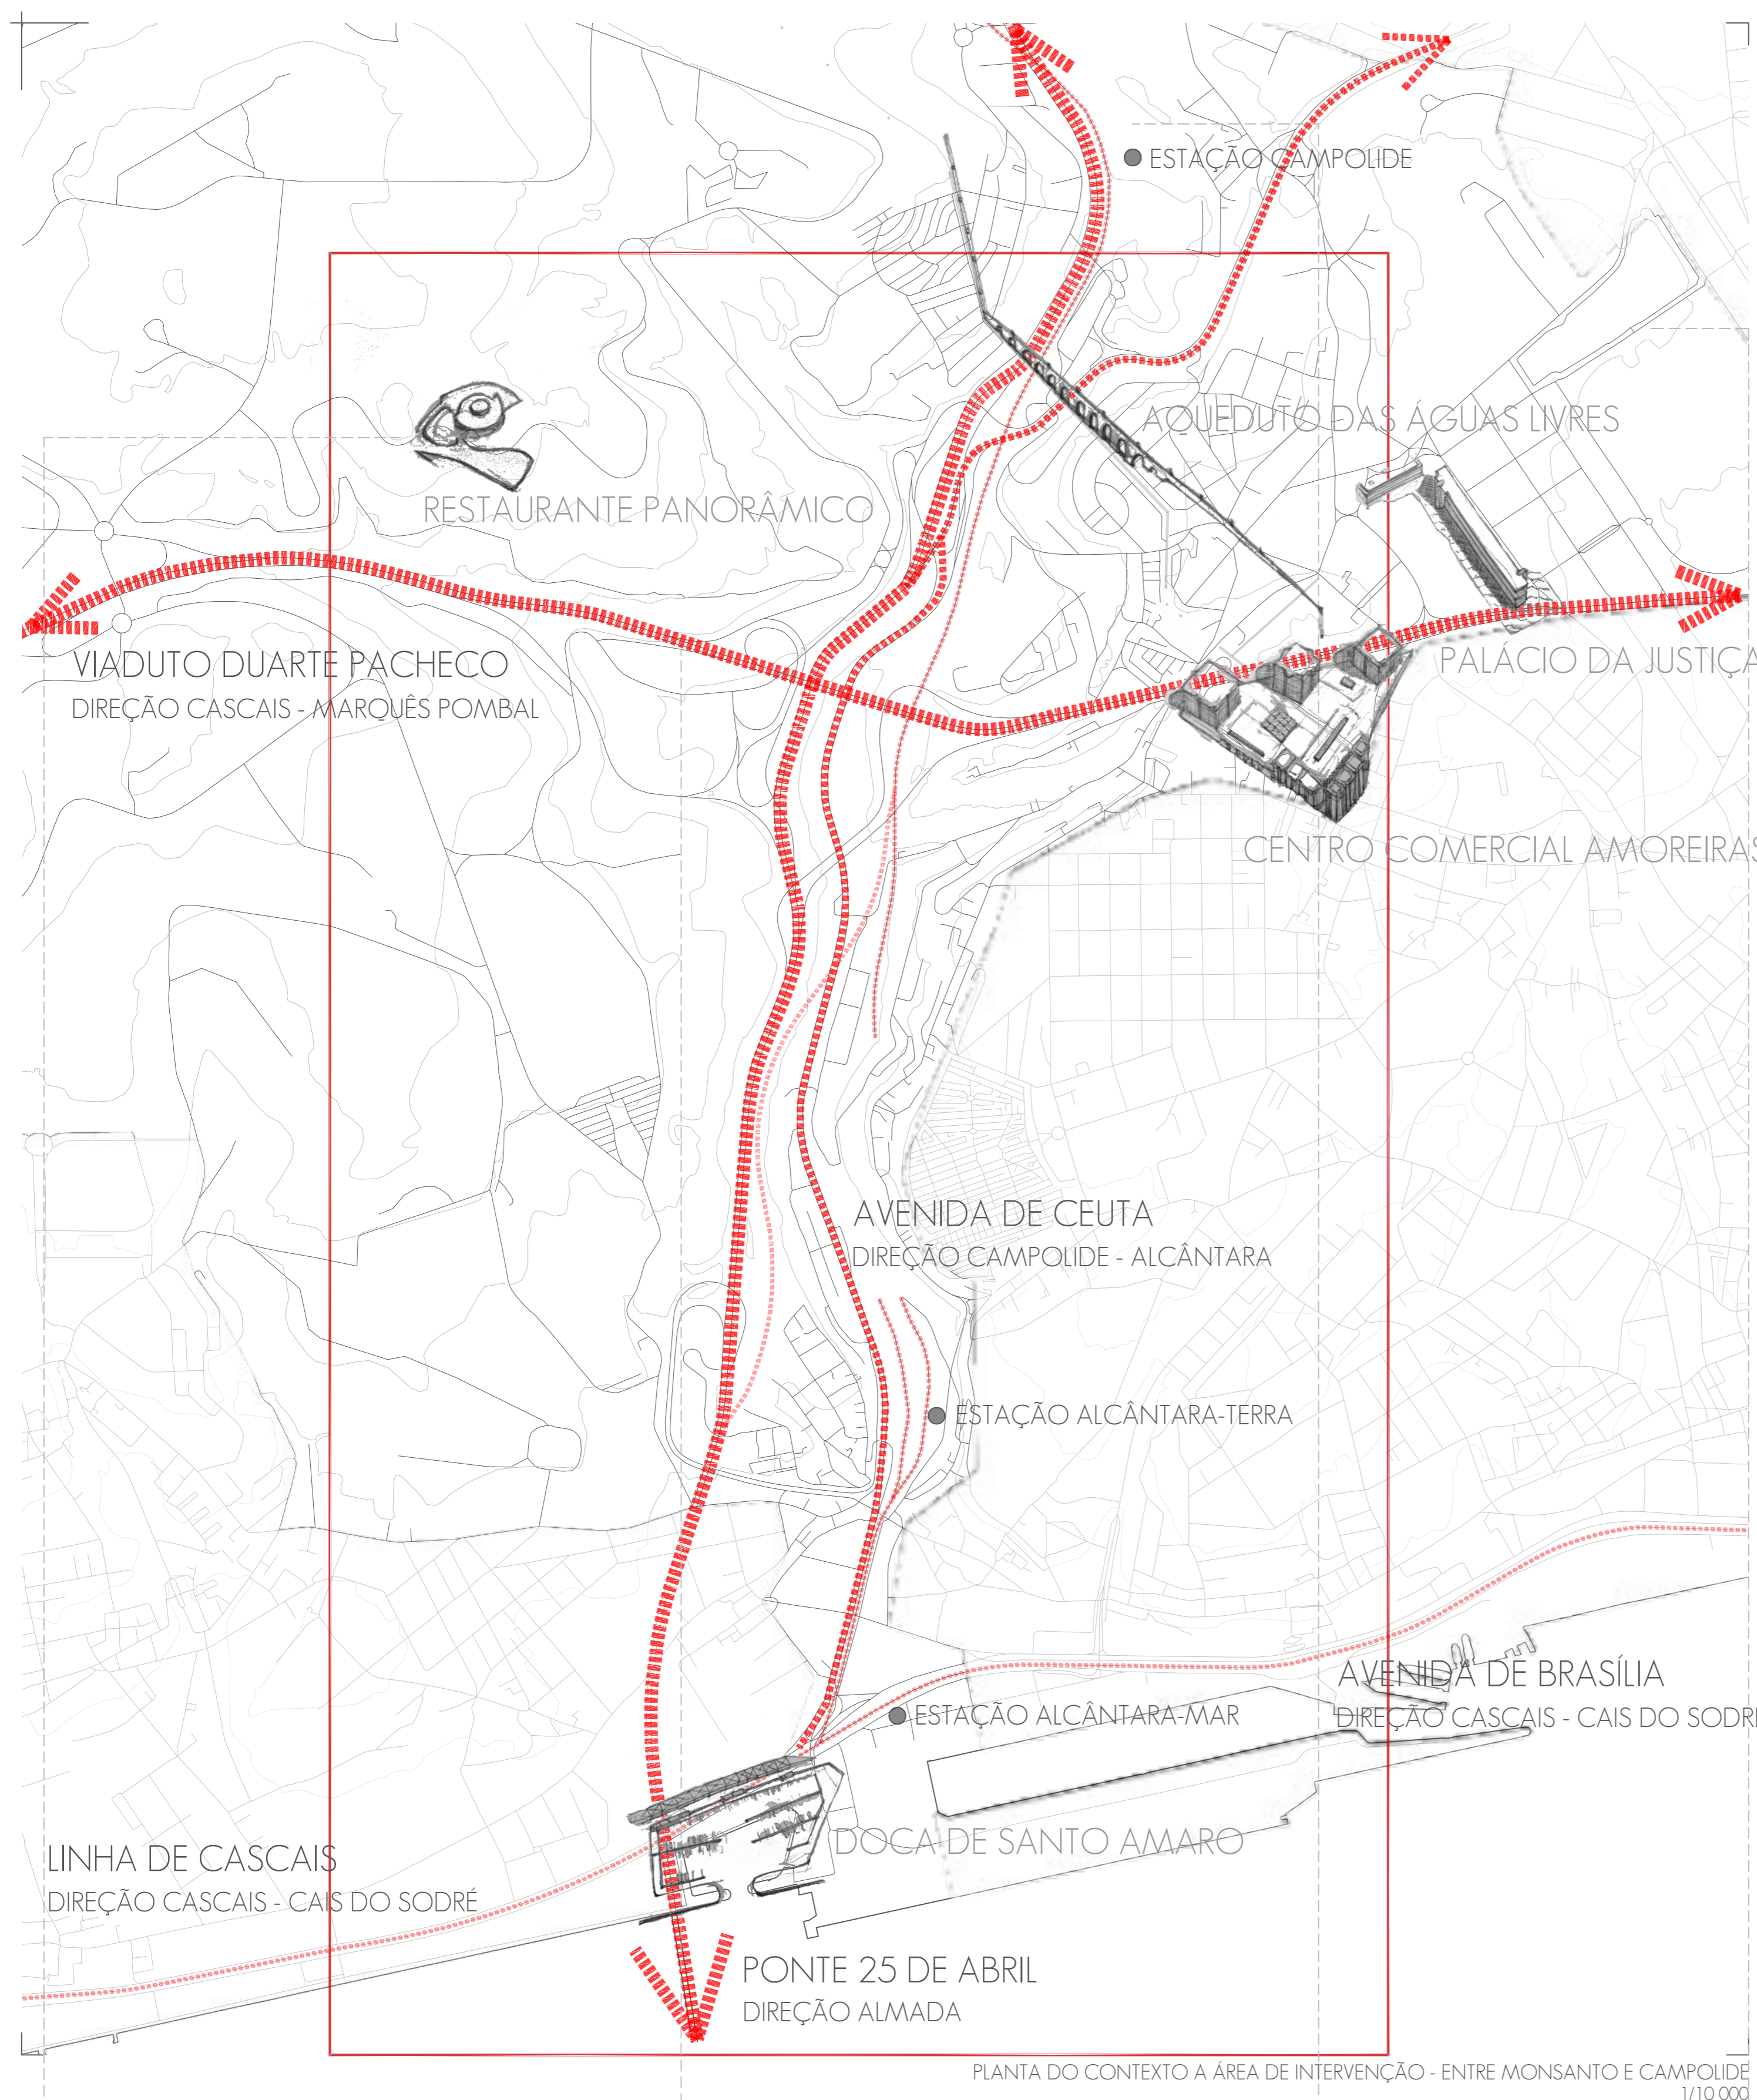 ESTAÇÃO CAMPOLIDE
AQUEDUTO DAS ÁGUAS LIVRES
RESTAURANTE PANORÂMICO
VIADUTO DUARTE PACHECO
DIREÇÃO CASCAIS - MARQUÊS POMBAL
PALÁCIO DA JUSTIÇA
CENTRO COMERCIAL AMOREIRAS
AVENIDA DE CEUTA
DIREÇÃO CAMPOLIDE - ALCÂNTARA
ESTAÇÃO ALCÂNTARA-TERRA
AVENIDA DE BRASÍLIA
DIREÇÃO CASCAIS - CAIS DO SODRÉ
ESTAÇÃO ALCÂNTARA-MAR
DOCA DE SANTO AMARO
LINHA DE CASCAIS
DIREÇÃO CASCAIS - CAIS DO SODRÉ
PONTE 25 DE ABRIL
DIREÇÃO ALMADA
PLANTA DO CONTEXTO A ÁREA DE INTERVENÇÃO - ENTRE MONSANTO E CAMPOLIDE
1/10 000